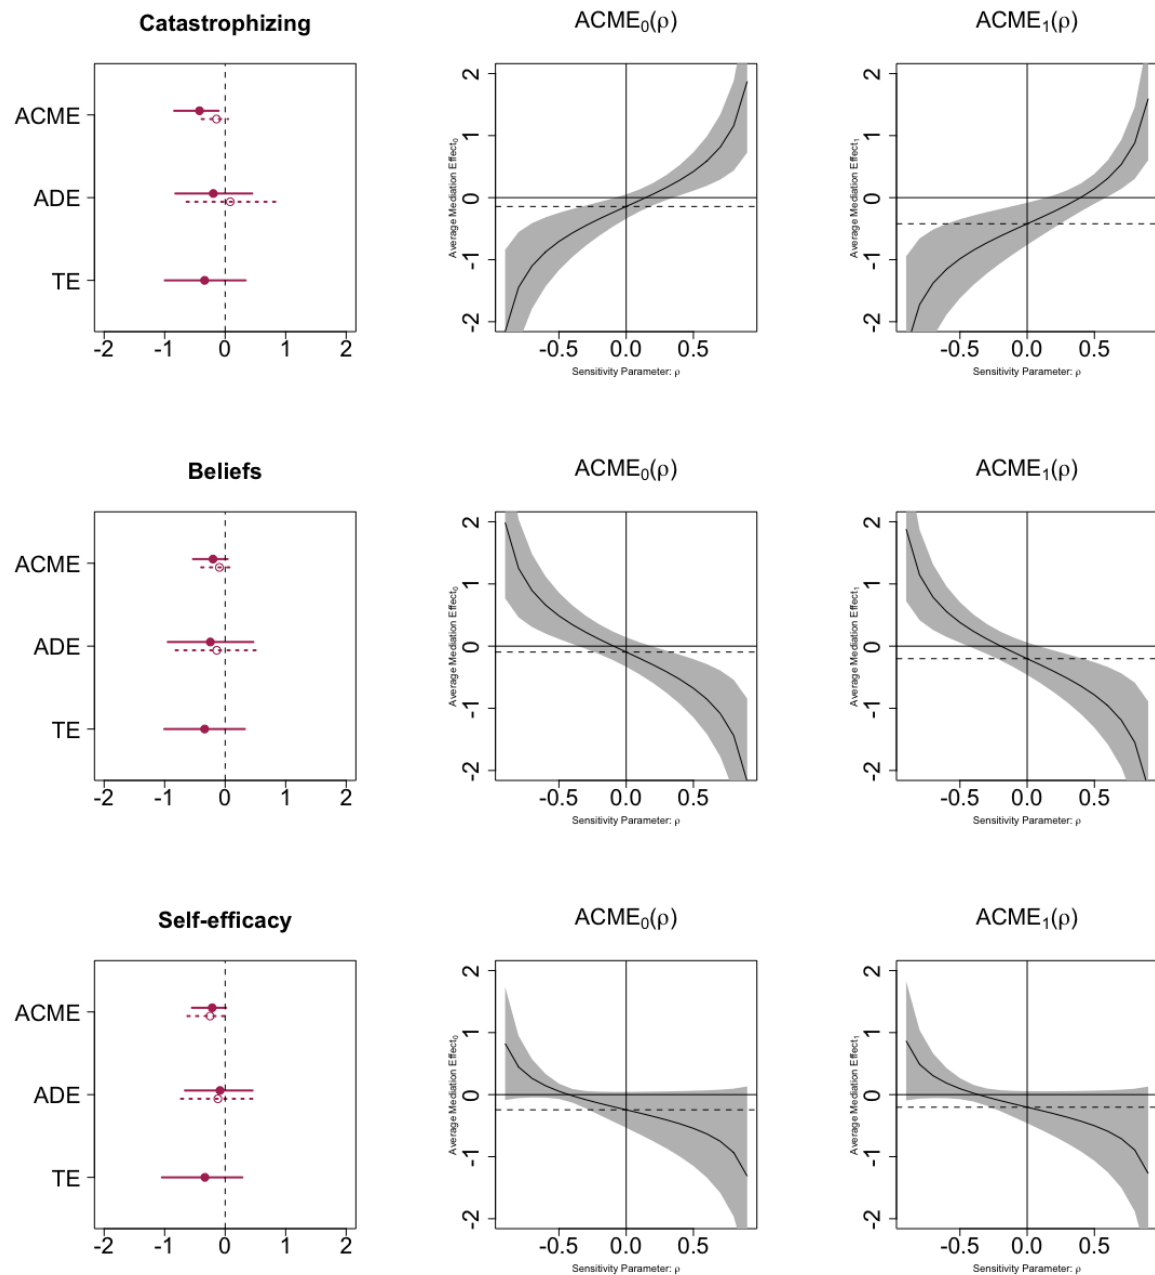 Catastrophizing
ACME
ADE
TE
-2 -1 0 1 2
ACME₀(ρ)
Average Mediation Effect₀
2
1
0
-1
-2
-0.5 0.0 0.5
Sensitivity Parameter: ρ
ACME₁(ρ)
Average Mediation Effect₁
2
1
0
-1
-2
-0.5 0.0 0.5
Sensitivity Parameter: ρ
Beliefs
ACME
ADE
TE
-2 -1 0 1 2
ACME₀(ρ)
Average Mediation Effect₀
2
1
0
-1
-2
-0.5 0.0 0.5
Sensitivity Parameter: ρ
ACME₁(ρ)
Average Mediation Effect₁
2
1
0
-1
-2
-0.5 0.0 0.5
Sensitivity Parameter: ρ
Self-efficacy
ACME
ADE
TE
-2 -1 0 1 2
ACME₀(ρ)
Average Mediation Effect₀
2
1
0
-1
-2
-0.5 0.0 0.5
Sensitivity Parameter: ρ
ACME₁(ρ)
Average Mediation Effect₁
2
1
0
-1
-2
-0.5 0.0 0.5
Sensitivity Parameter: ρ